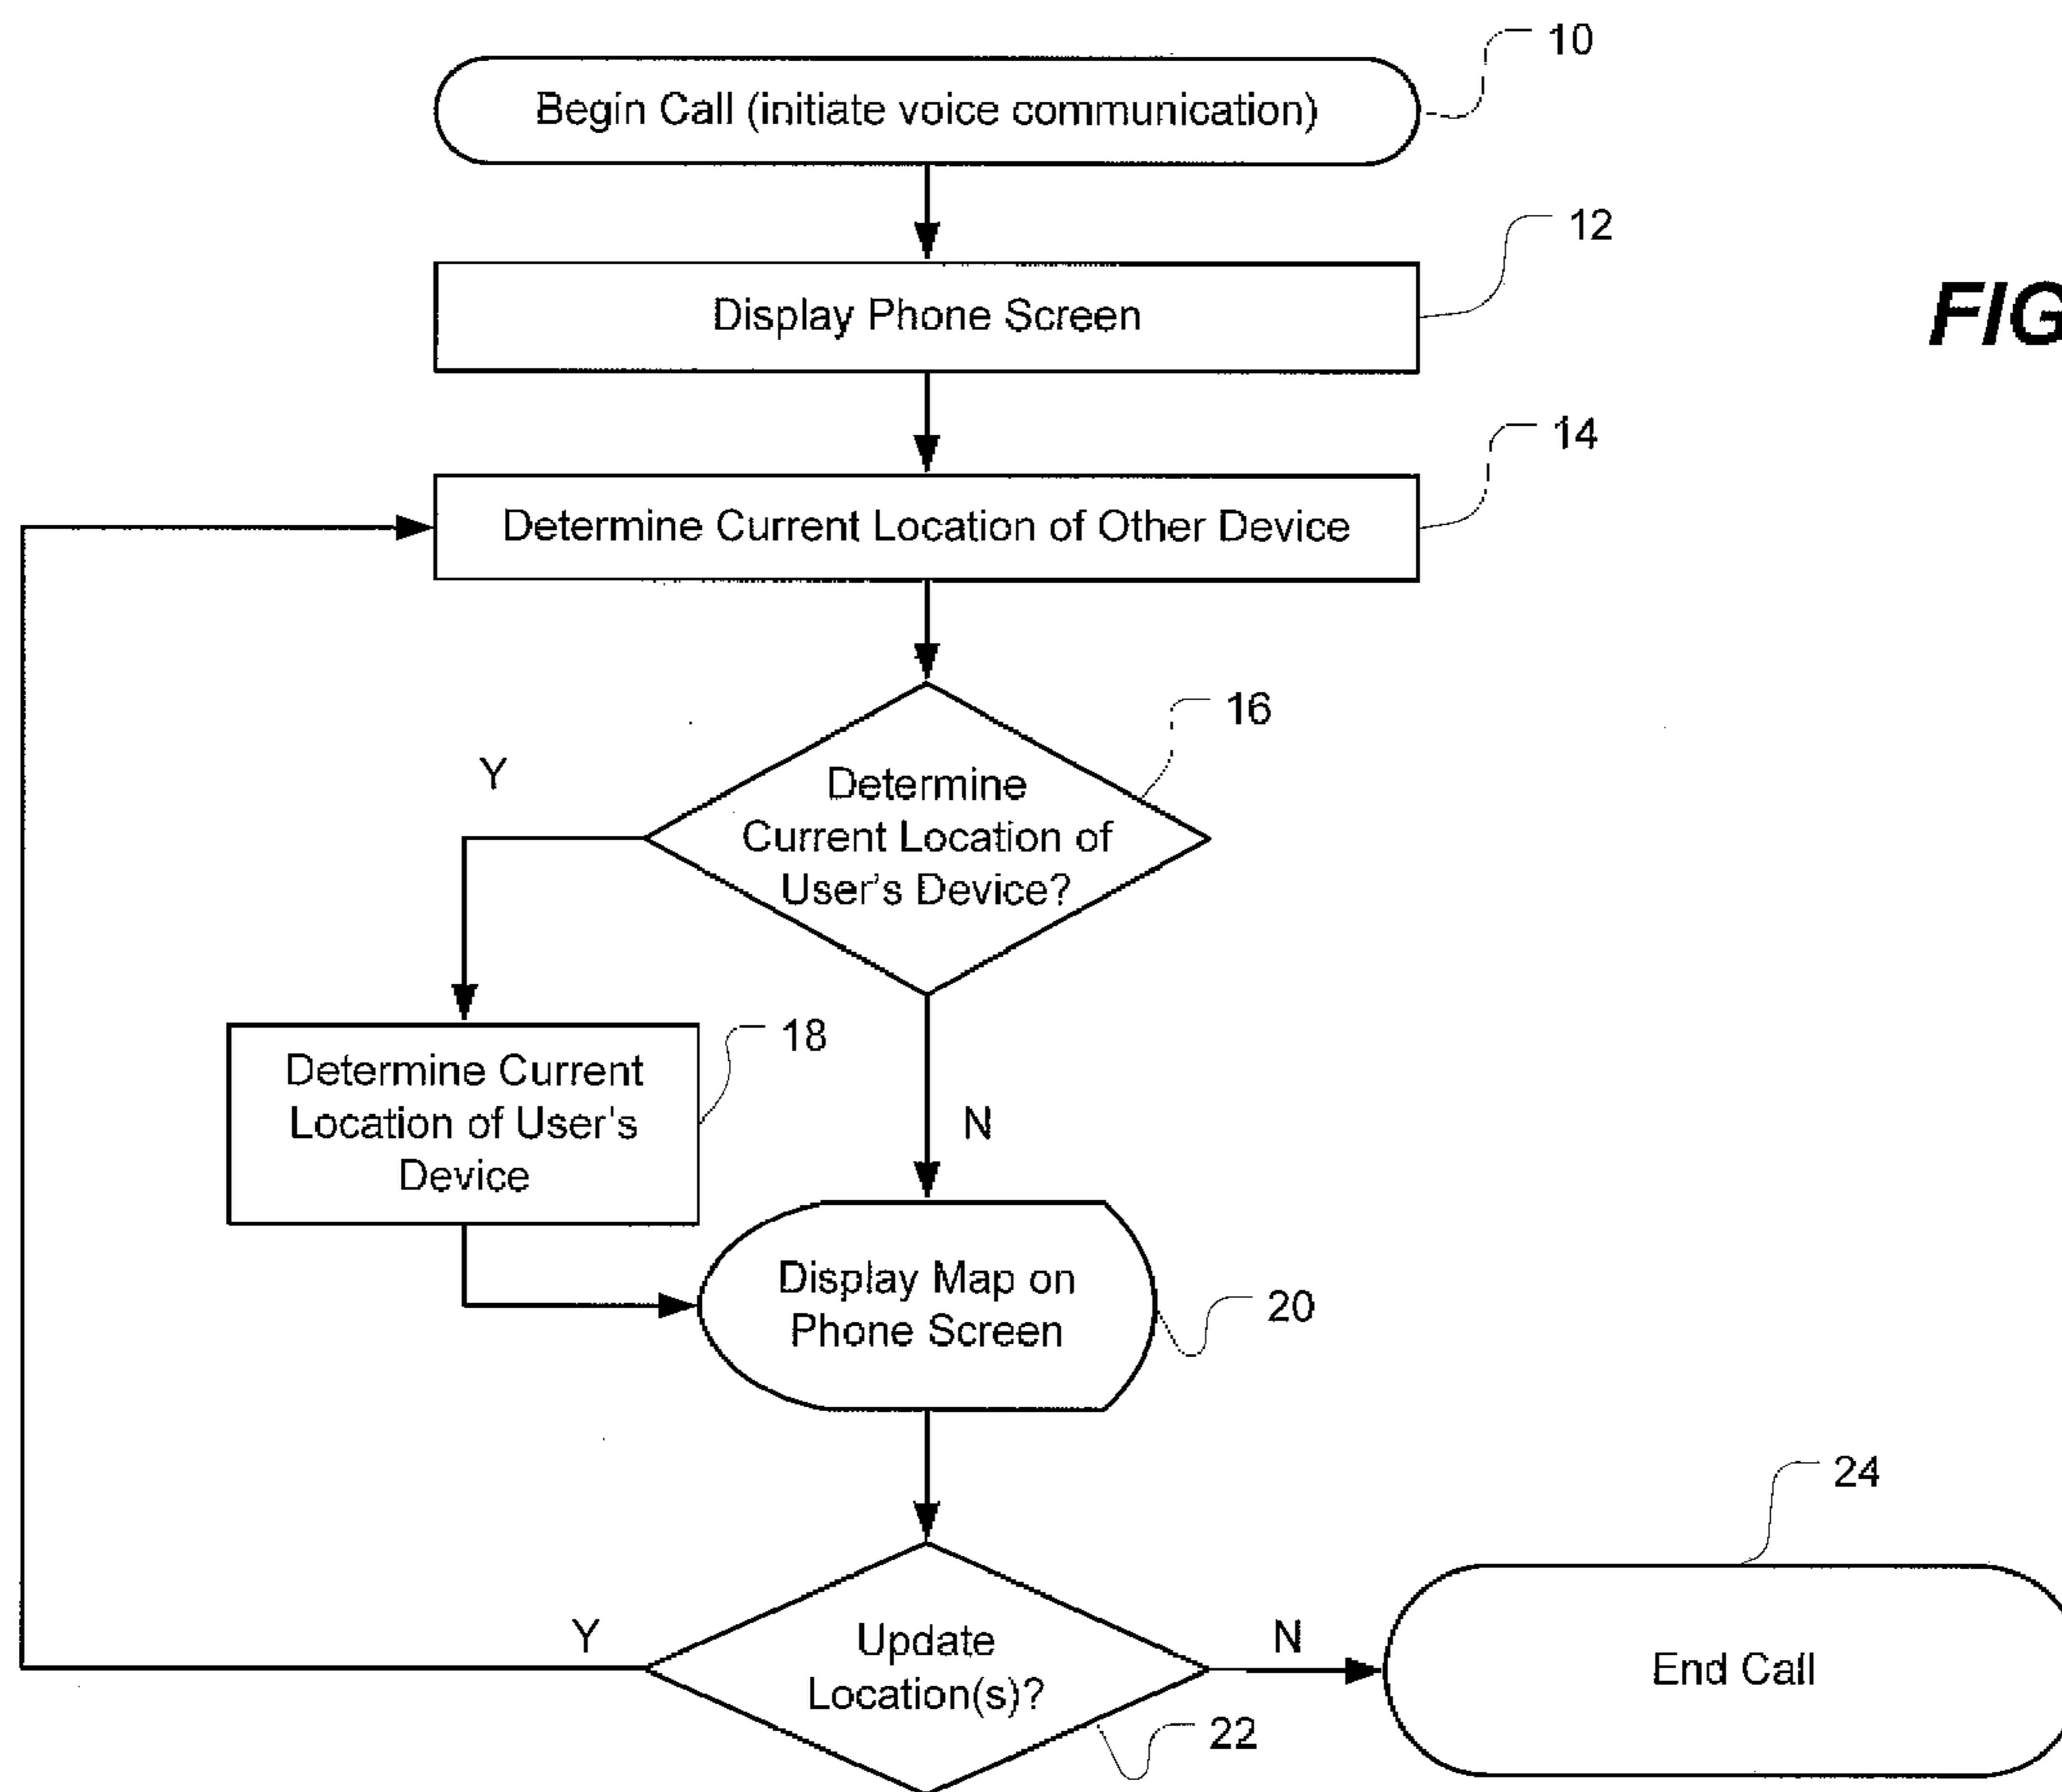 10
Begin Call (initiate voice communication)
12
Display Phone Screen
FIG
14
Determine Current Location of Other Device
16
Y
Determine
Current Location of
User's Device?
18
Determine Current
Location of User's
Device
N
Display Map on
Phone Screen
20
24
Y
Update
Location(s)?
N
End Call
22